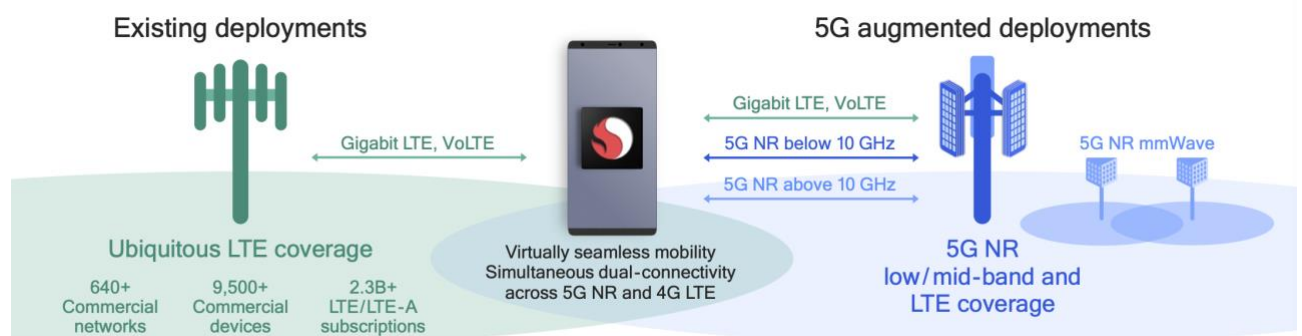 Existing deployments
5G augmented deployments
Gigabit LTE, VoLTE
Gigabit LTE, VoLTE
5G NR below 10 GHz
5G NR above 10 GHz
5G NR mmWave
Ubiquitous LTE coverage
640+
Commercial
networks
9,500+
Commercial
devices
2.3B+
LTE/LTE-A
subscriptions
Virtually seamless mobility
Simultaneous dual-connectivity
across 5G NR and 4G LTE
5G NR
low/mid-band and
LTE coverage